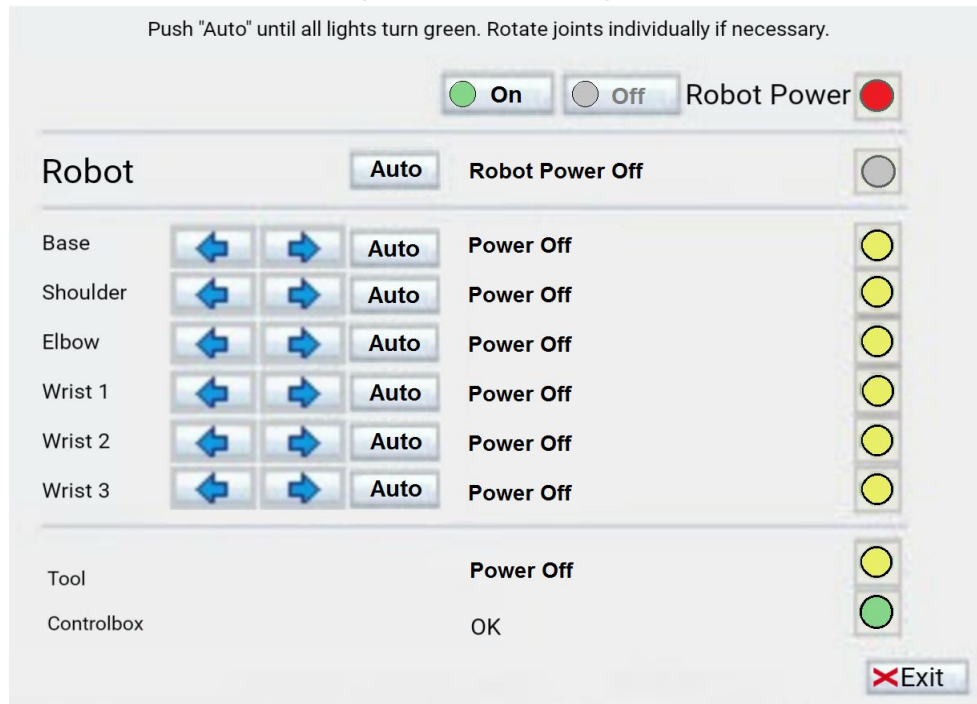 Push "Auto" until all lights turn green. Rotate joints individually if necessary.
On Off Robot Power
Robot Auto Robot Power Off
Base Auto Power Off
Shoulder Auto Power Off
Elbow Auto Power Off
Wrist 1 Auto Power Off
Wrist 2 Auto Power Off
Wrist 3 Auto Power Off
Tool Power Off
Controlbox OK
Exit